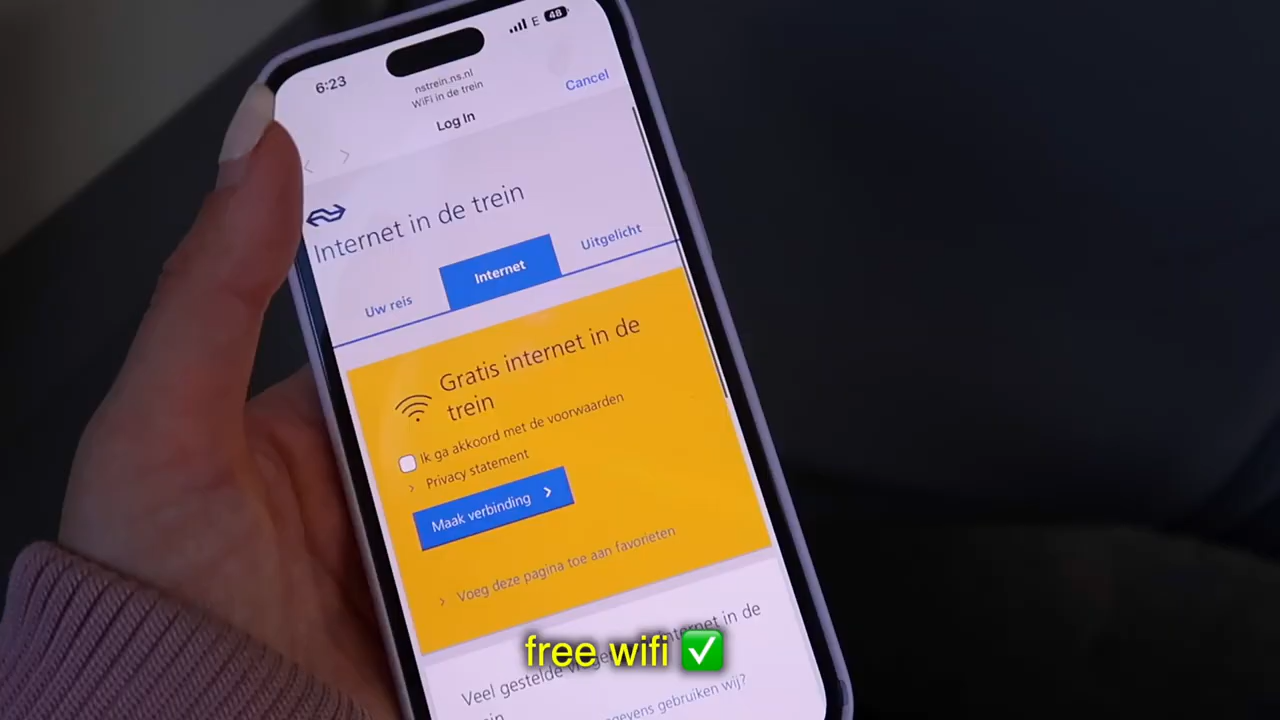 6:23
E 48
nstrein.ns.nl
WiFi in de trein
Cancel
Log In
Internet in de trein
Uw reis
Internet
Uitgelicht
Gratis internet in de
trein
Ik ga akkoord met de voorwaarden
Privacy statement
Maak verbinding
Voeg deze pagina toe aan favorieten
free wifi ✅
Veel gestelde internet in de
trein
gebruiken wij?